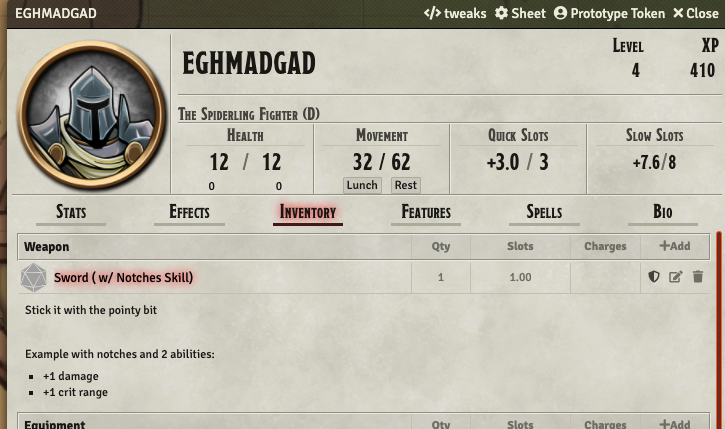 EGHMADGAD
</> tweaks Sheet Prototype Token Close
EGHMADGAD
Level XP
4 410
The Spiderling Fighter (D)
Health Movement Quick Slots Slow Slots
12 / 12 32 / 62 +3.0 / 3 +7.6/8
0 0 Lunch Rest
Stats Effects Inventory Features Spells Bio
Weapon Qty Slots Charges +Add
Sword ( w/ Notches Skill) 1 1.00
Stick it with the pointy bit
Example with notches and 2 abilities:
+1 damage
+1 crit range
Equipment Qty Slots Charges +Add